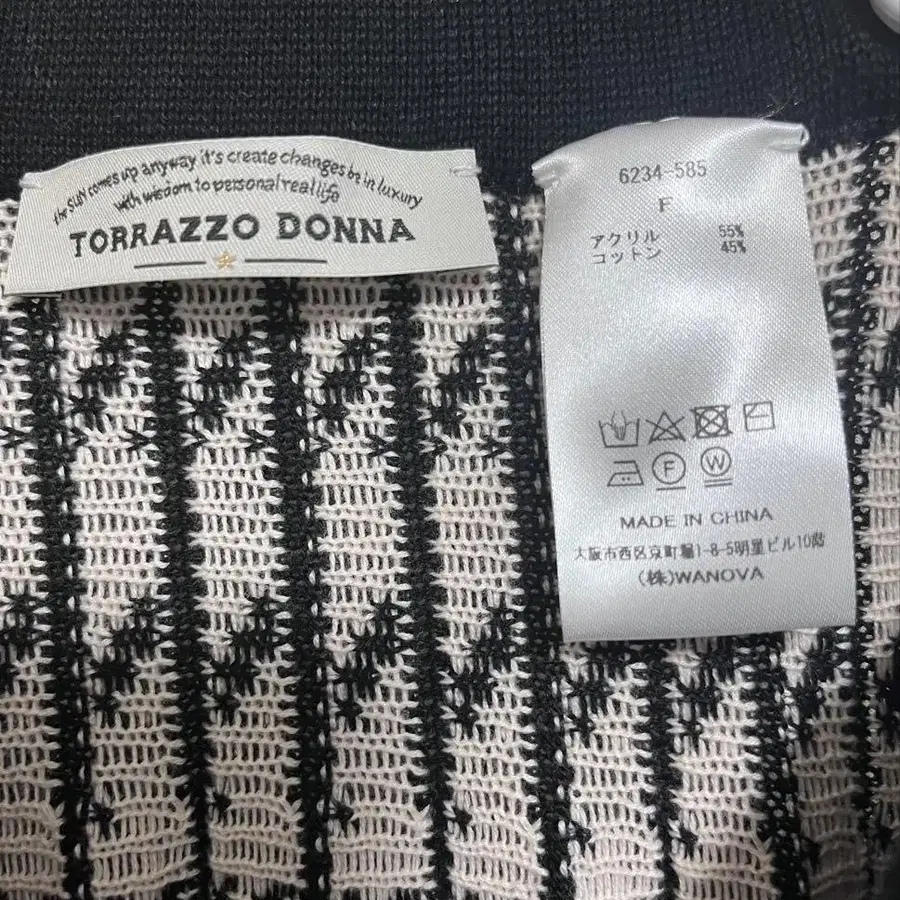 the sun comes up anyway it's create changes be in luxury
with wisdom to personal real life
TORRAZZO DONNA
6234-585
F
アクリル 55%
コットン 45%
F W
MADE IN CHINA
大阪市西区京町堀1-8-5明星ビル10階
(株)WANOVA